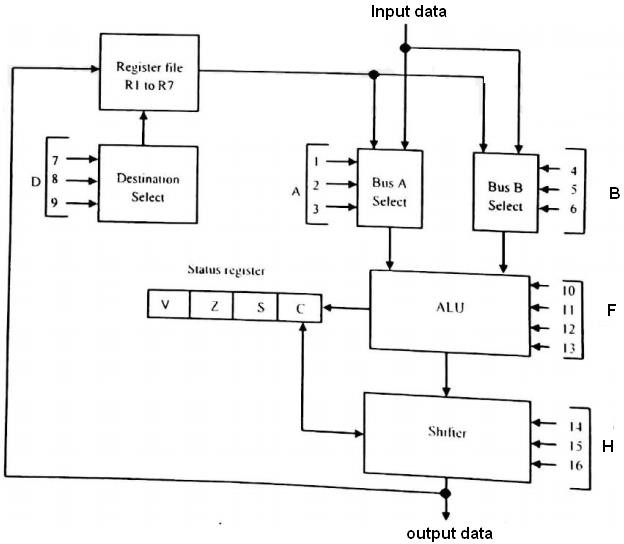 Input data
Register file
R1 to R7
D
7
8
9
Destination
Select
A
1
2
3
Bus A
Select
Bus B
Select
4
5
6
B
Status register
V Z S C
ALU
10
11
12
13
F
Shifter
14
15
16
H
output data